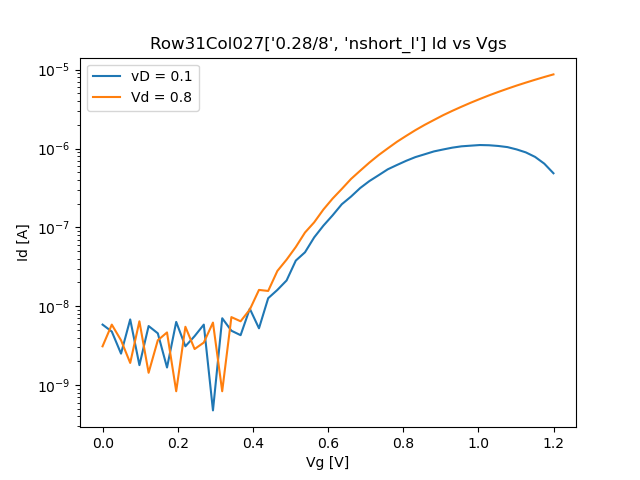 Row31Col027['0.28/8', 'nshort_l'] Id vs Vgs
vD = 0.1
Vd = 0.8
Id [A]
10⁻⁵
10⁻⁶
10⁻⁷
10⁻⁸
10⁻⁹
0.0 0.2 0.4 0.6 0.8 1.0 1.2
Vg [V]